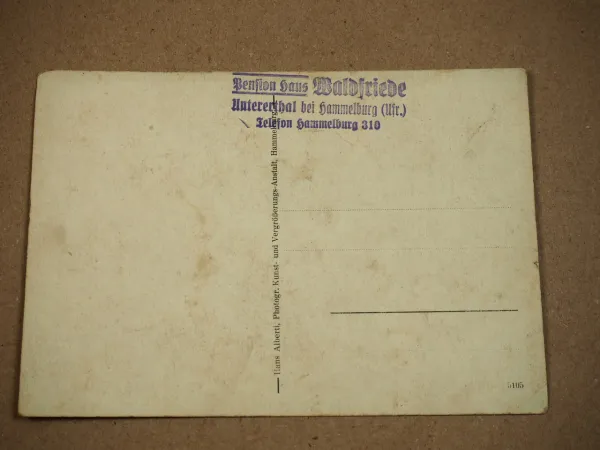 Pension Haus Waldfriede
Untererthal bei Hammelburg (Ufr.)
Telefon Hammelburg 310
Hans Alberti, Photogr. Kunst- und Vergrößerungs-Anstalt, Hammelburg
5105